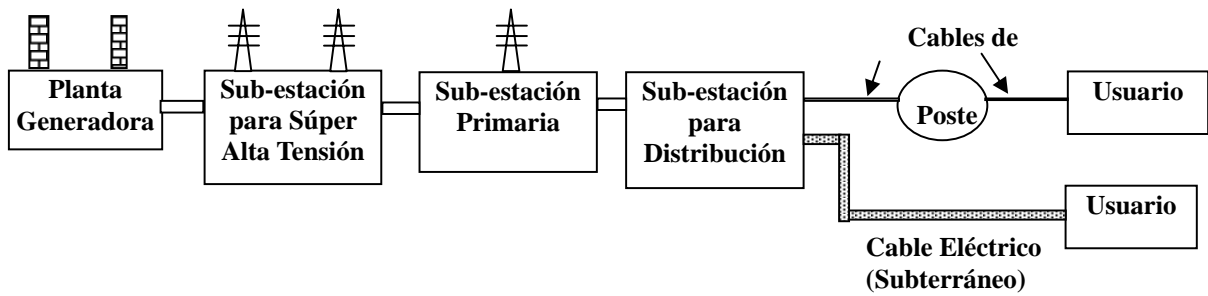 Planta
Generadora
Sub-estación
para Súper
Alta Tensión
Sub-estación
Primaria
Sub-estación
para
Distribución
Cables de
Poste
Usuario
Usuario
Cable Eléctrico
(Subterráneo)